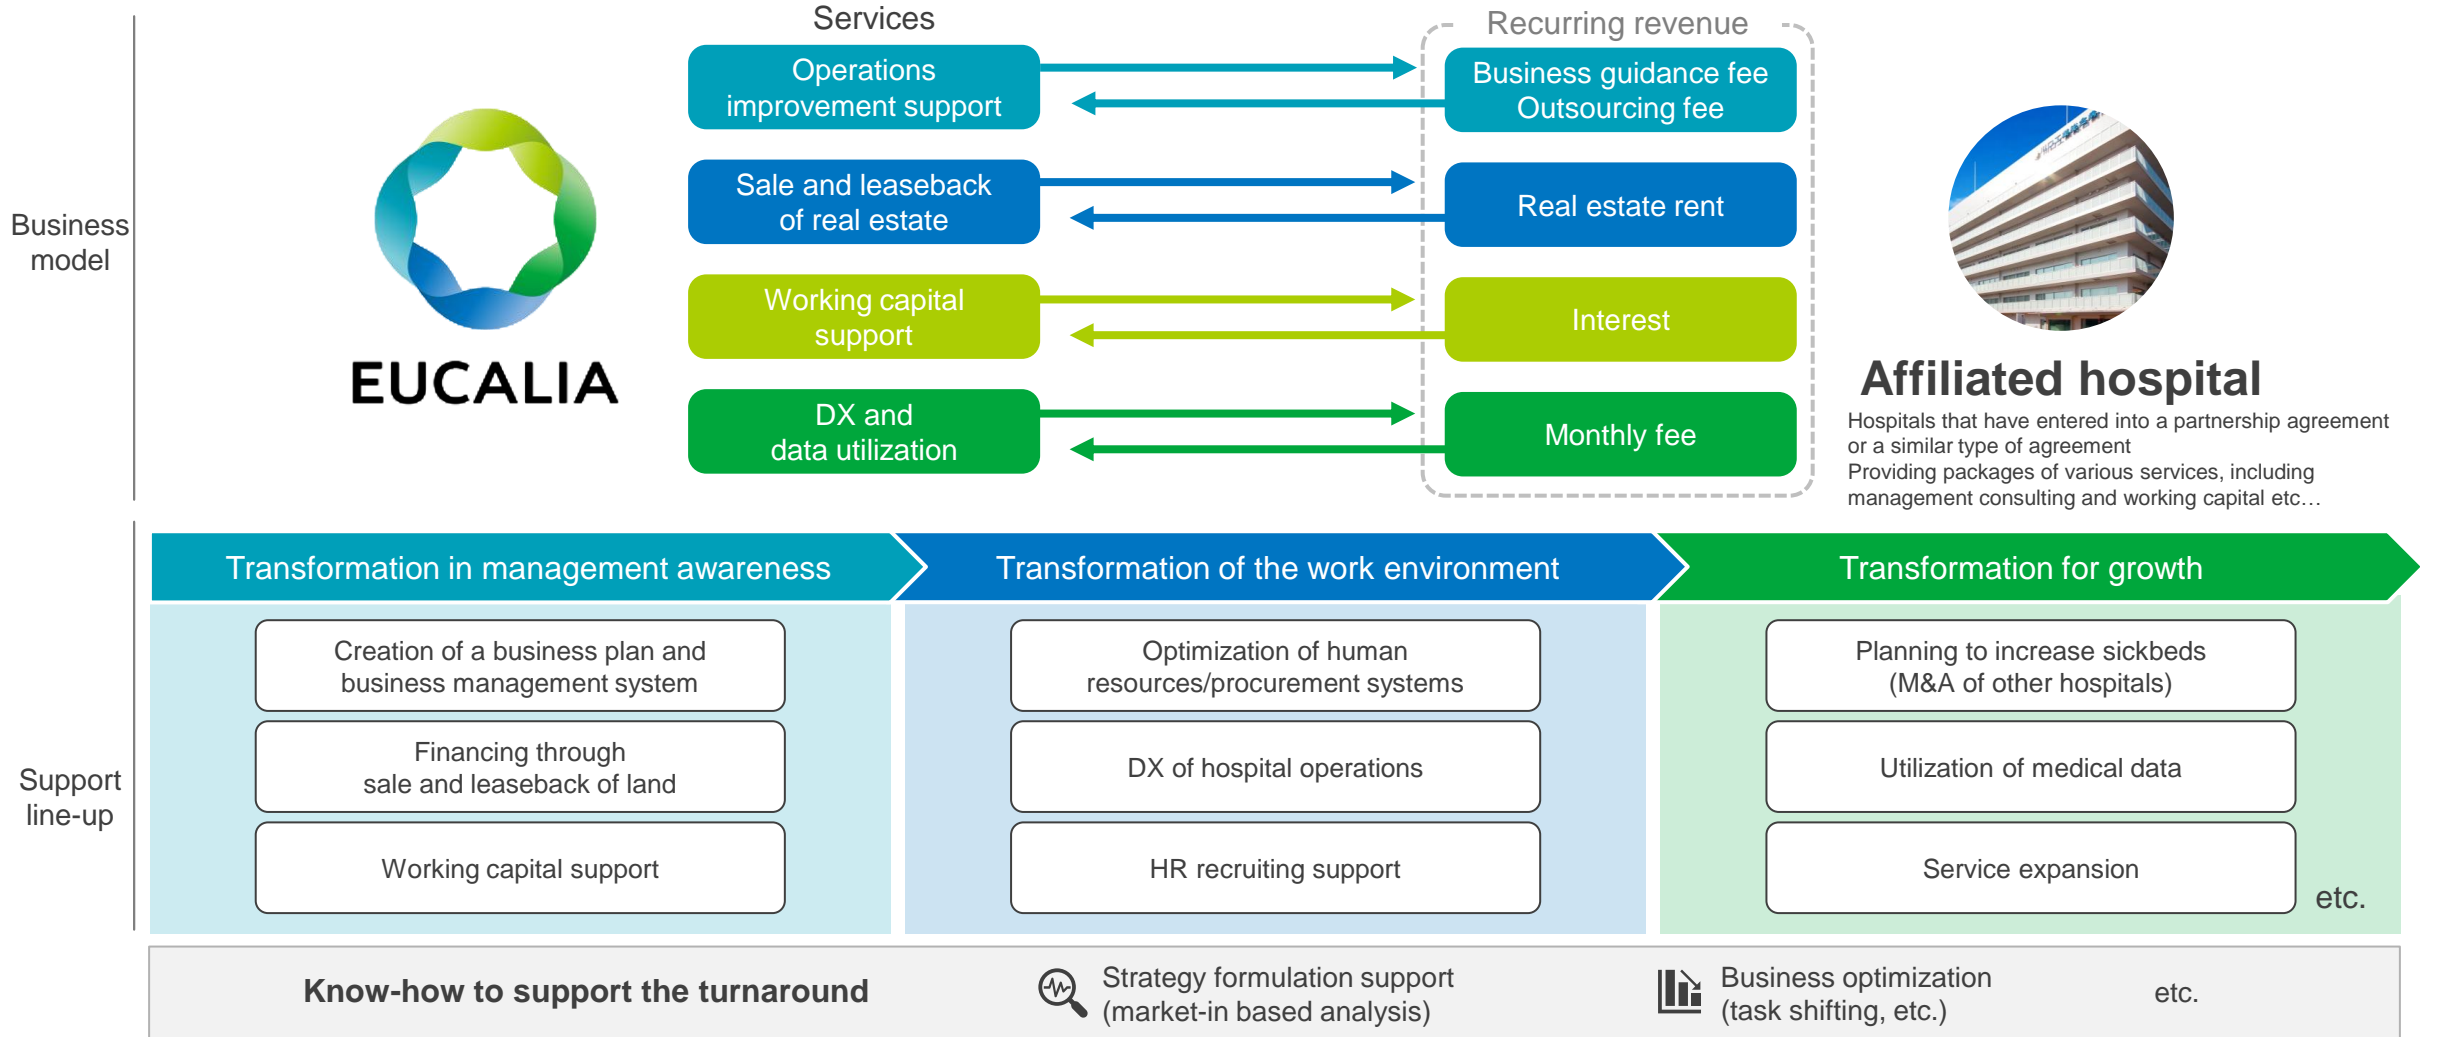 Services
Recurring revenue
Business
model
EUCALIA
Operations
improvement support
Business guidance fee
Outsourcing fee
Sale and leaseback
of real estate
Real estate rent
Working capital
support
Interest
DX and
data utilization
Monthly fee
Affiliated hospital
Hospitals that have entered into a partnership agreement
or a similar type of agreement
Providing packages of various services, including
management consulting and working capital etc…
Support
line-up
Transformation in management awareness
Creation of a business plan and
business management system
Financing through
sale and leaseback of land
Working capital support
Transformation of the work environment
Optimization of human
resources/procurement systems
DX of hospital operations
HR recruiting support
Transformation for growth
Planning to increase sickbeds
(M&A of other hospitals)
Utilization of medical data
Service expansion
etc.
Know-how to support the turnaround
Strategy formulation support
(market-in based analysis)
Business optimization
(task shifting, etc.)
etc.